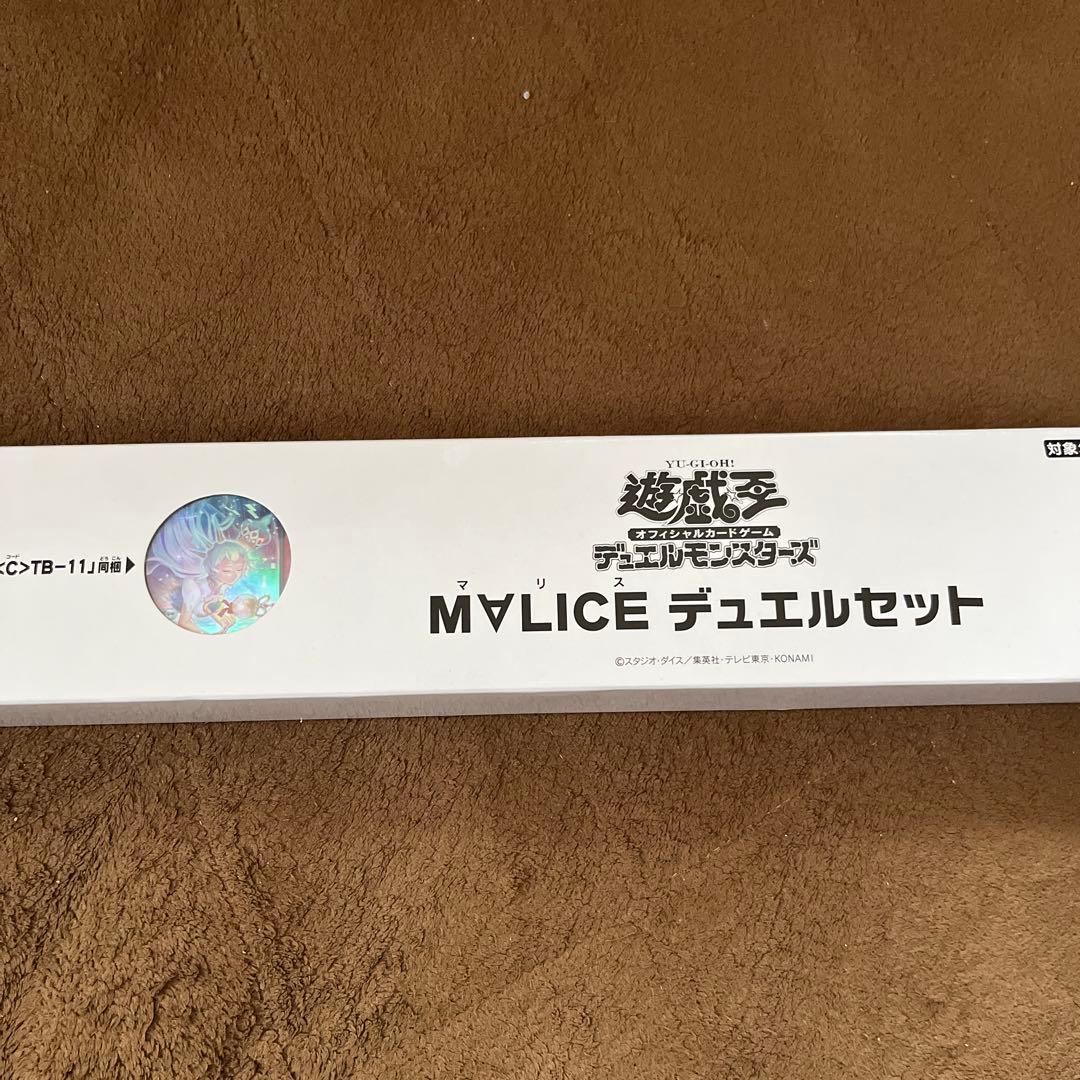 対象
YU-GI-OH!
遊戯王
オフィシャルカードゲーム
デュエルモンスターズ
コード どうこん
<C>TB-11」同梱▶
マリス
M∀LICE デュエルセット
©スタジオ・ダイス/集英社・テレビ東京・KONAMI